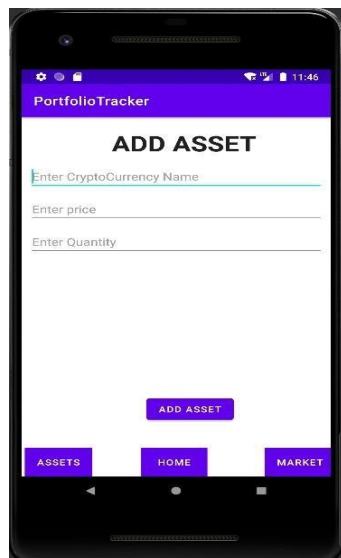 11:46
PortfolioTracker
ADD ASSET
Enter CryptoCurrency Name
Enter price
Enter Quantity
ADD ASSET
ASSETS HOME MARKET